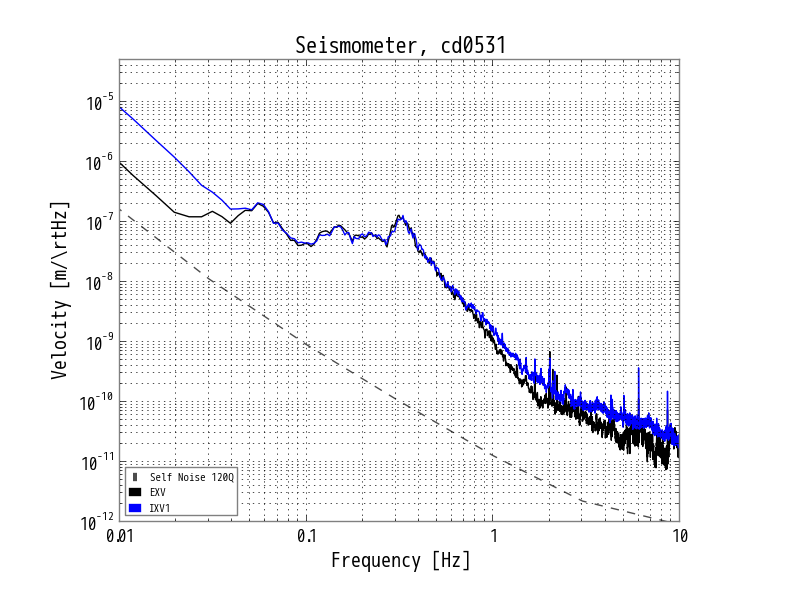 Seismometer, cd0531
Velocity [m/\rtHz]
10^-5
10^-6
10^-7
10^-8
10^-9
10^-10
10^-11
10^-12
Self Noise 120Q
EXV
IXV1
0.01 0.1 1 10
Frequency [Hz]